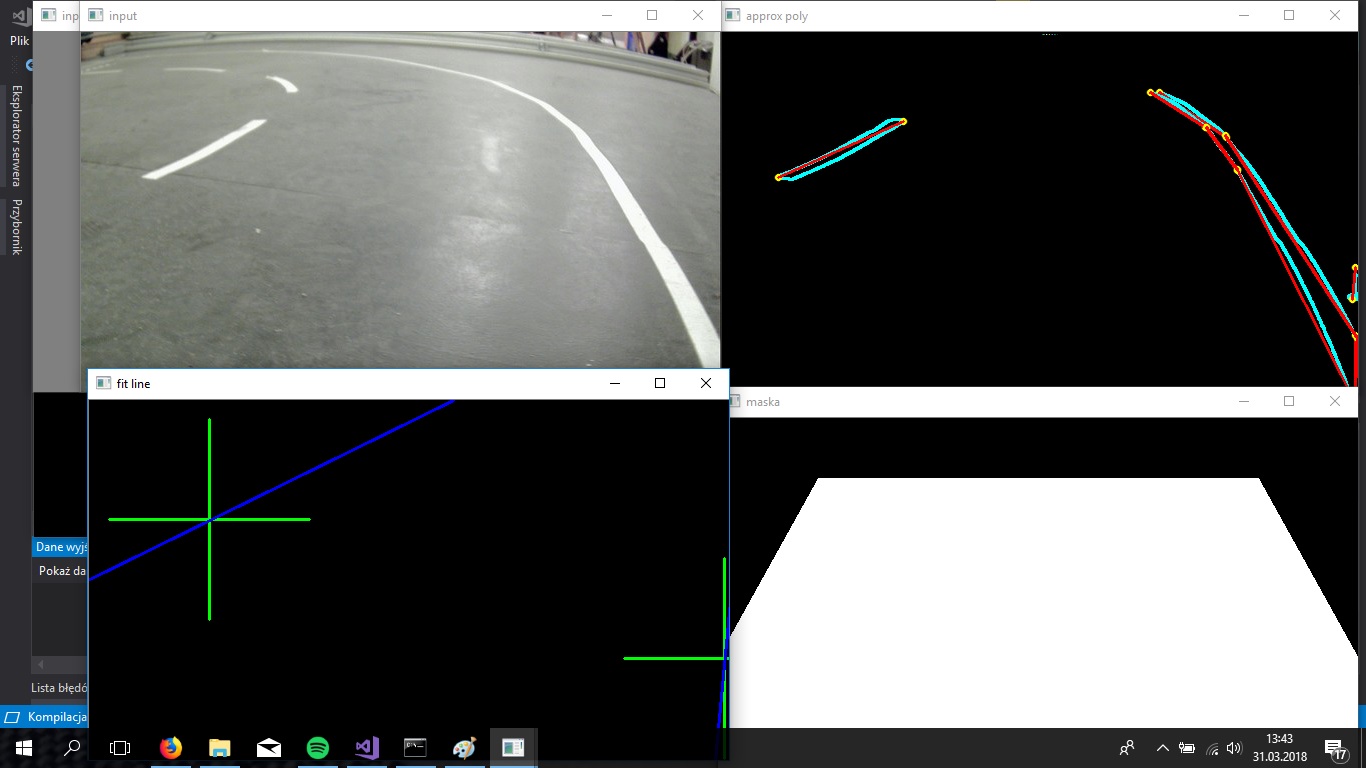 inp
input
approx poly
Plik
Eksplorator serwera
Przybornik
fit line
maska
Dane wyjś
Pokaż da
Lista błędó
Kompilacja
13:43
31.03.2018
17